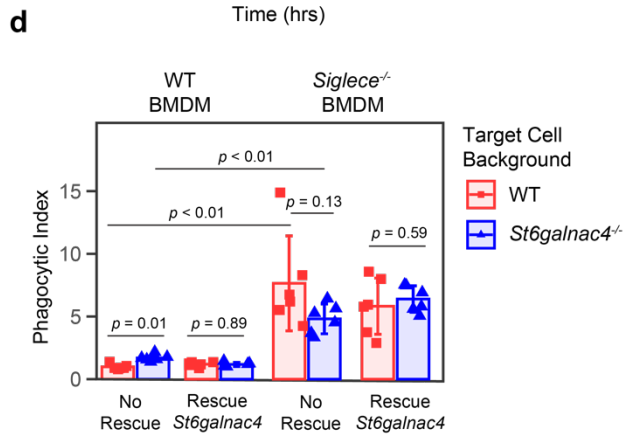 Time (hrs)
d
WT
BMDM
Siglece-/-
BMDM
Target Cell
Background
WT
St6galnac4-/-
Phagocytic Index
15
10
5
0
p < 0.01
p < 0.01
p = 0.13
p = 0.59
p = 0.01
p = 0.89
No
Rescue
Rescue
St6galnac4
No
Rescue
Rescue
St6galnac4